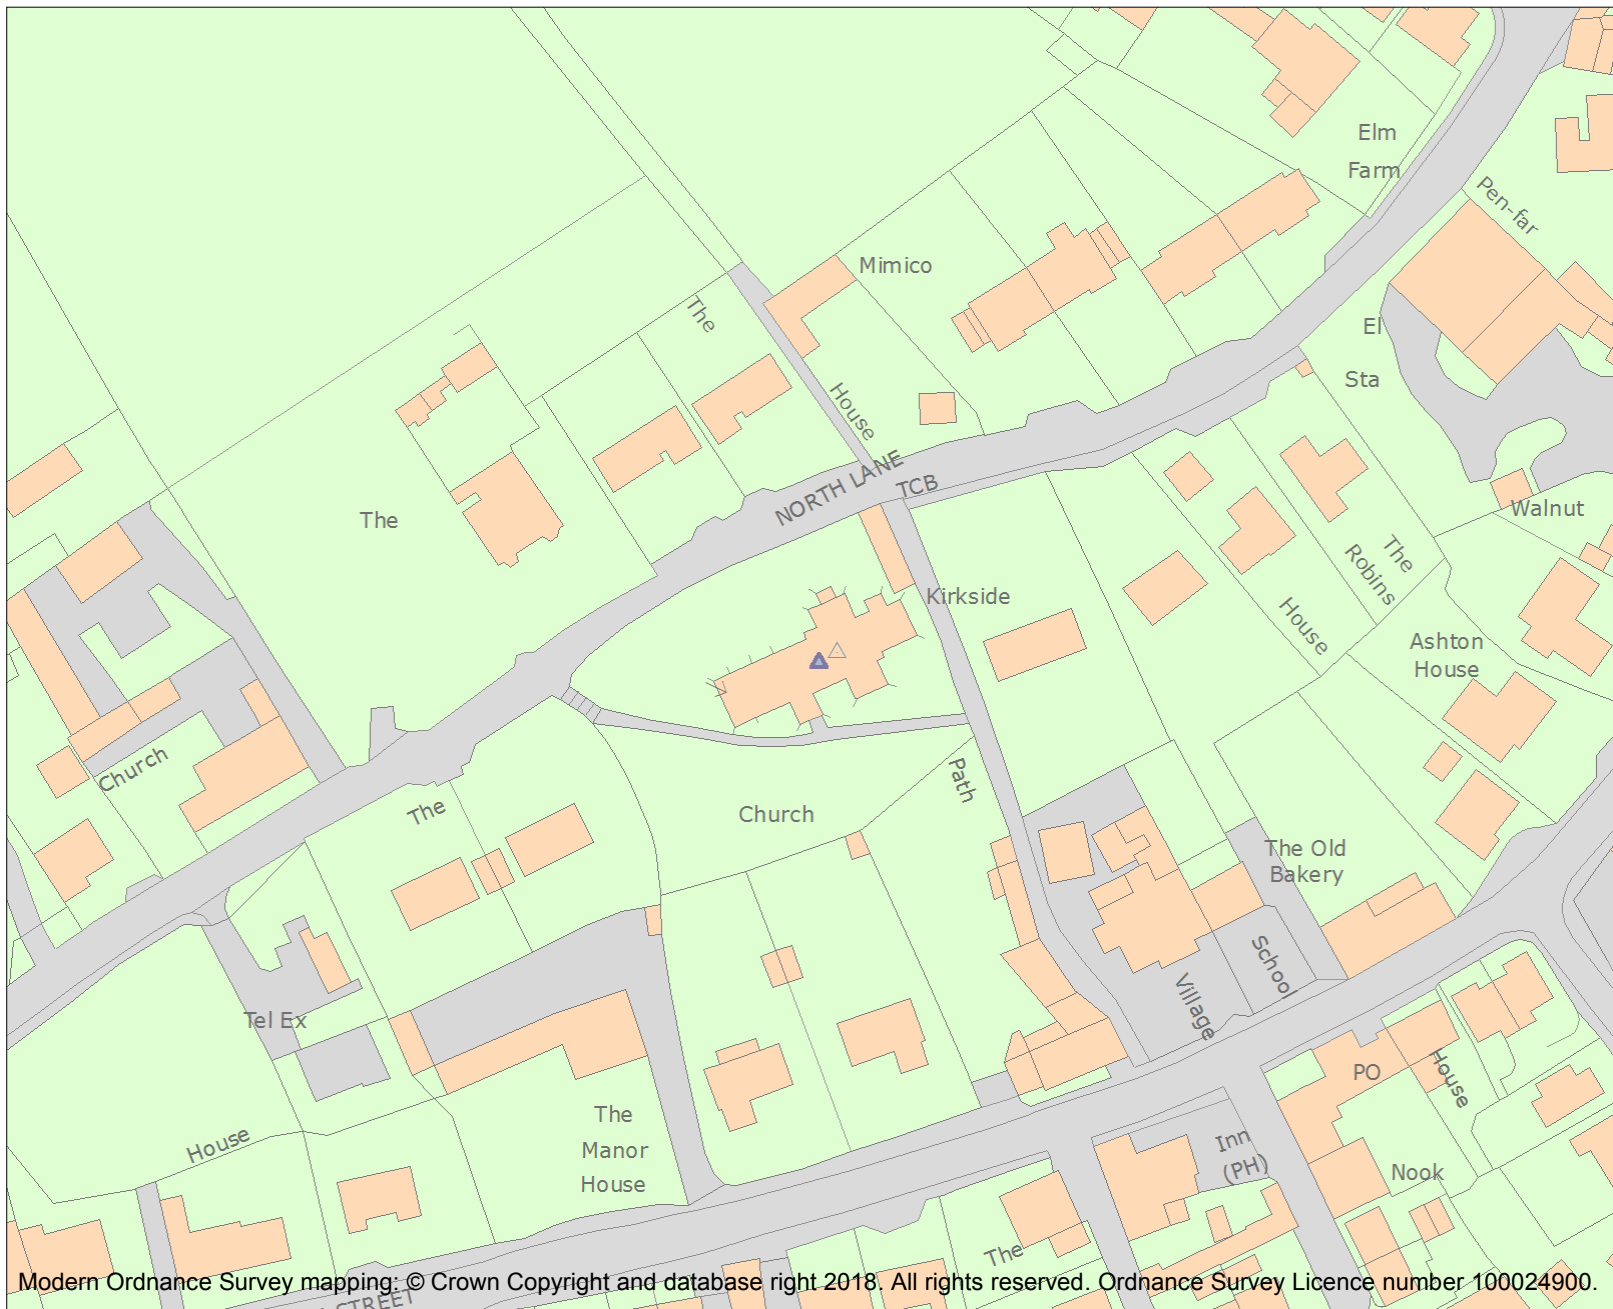 Elm
Farm
Pen-far
Mimico
The
El
Sta
House
NORTH LANE
TCB
The
Walnut
The
Robins
Kirkside
House
Ashton
House
Church
Path
The
Church
The Old
Bakery
School
Village
Tel Ex
PO
House
The
Manor
House
House
Inn
(PH)
Nook
The
STREET
Modern Ordnance Survey mapping: © Crown Copyright and database right 2018. All rights reserved. Ordnance Survey Licence number 100024900.